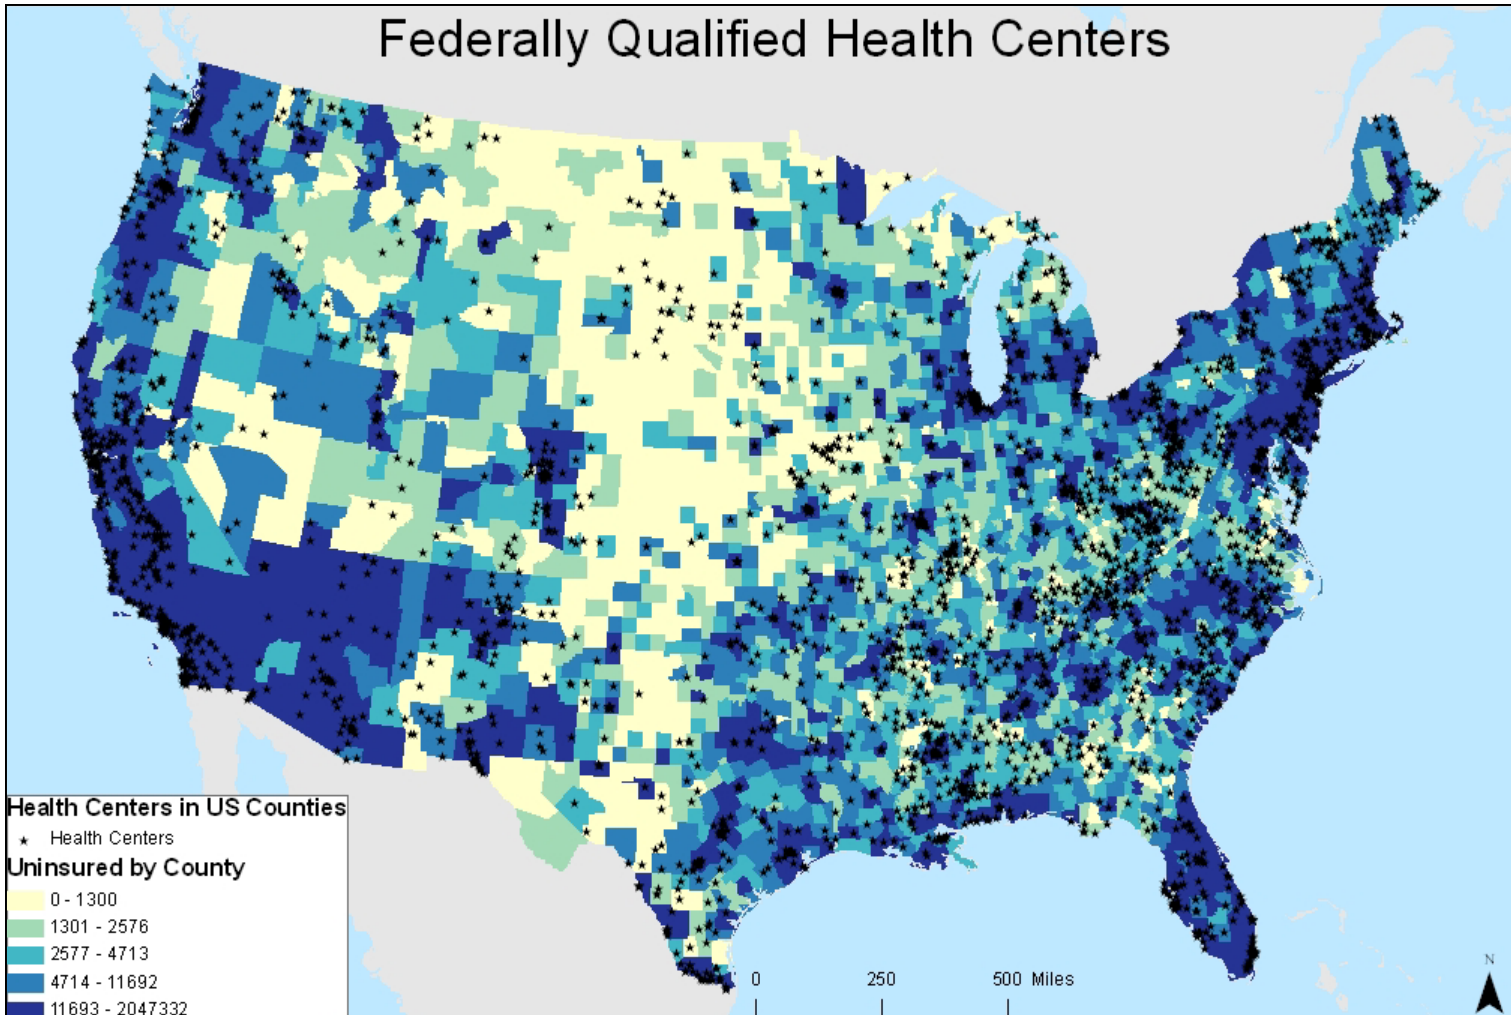 Federally Qualified Health Centers
Health Centers in US Counties
Health Centers
Uninsured by County
0 - 1300
1301 - 2576
2577 - 4713
4714 - 11692
11693 - 2047332
0 250 500 Miles
N